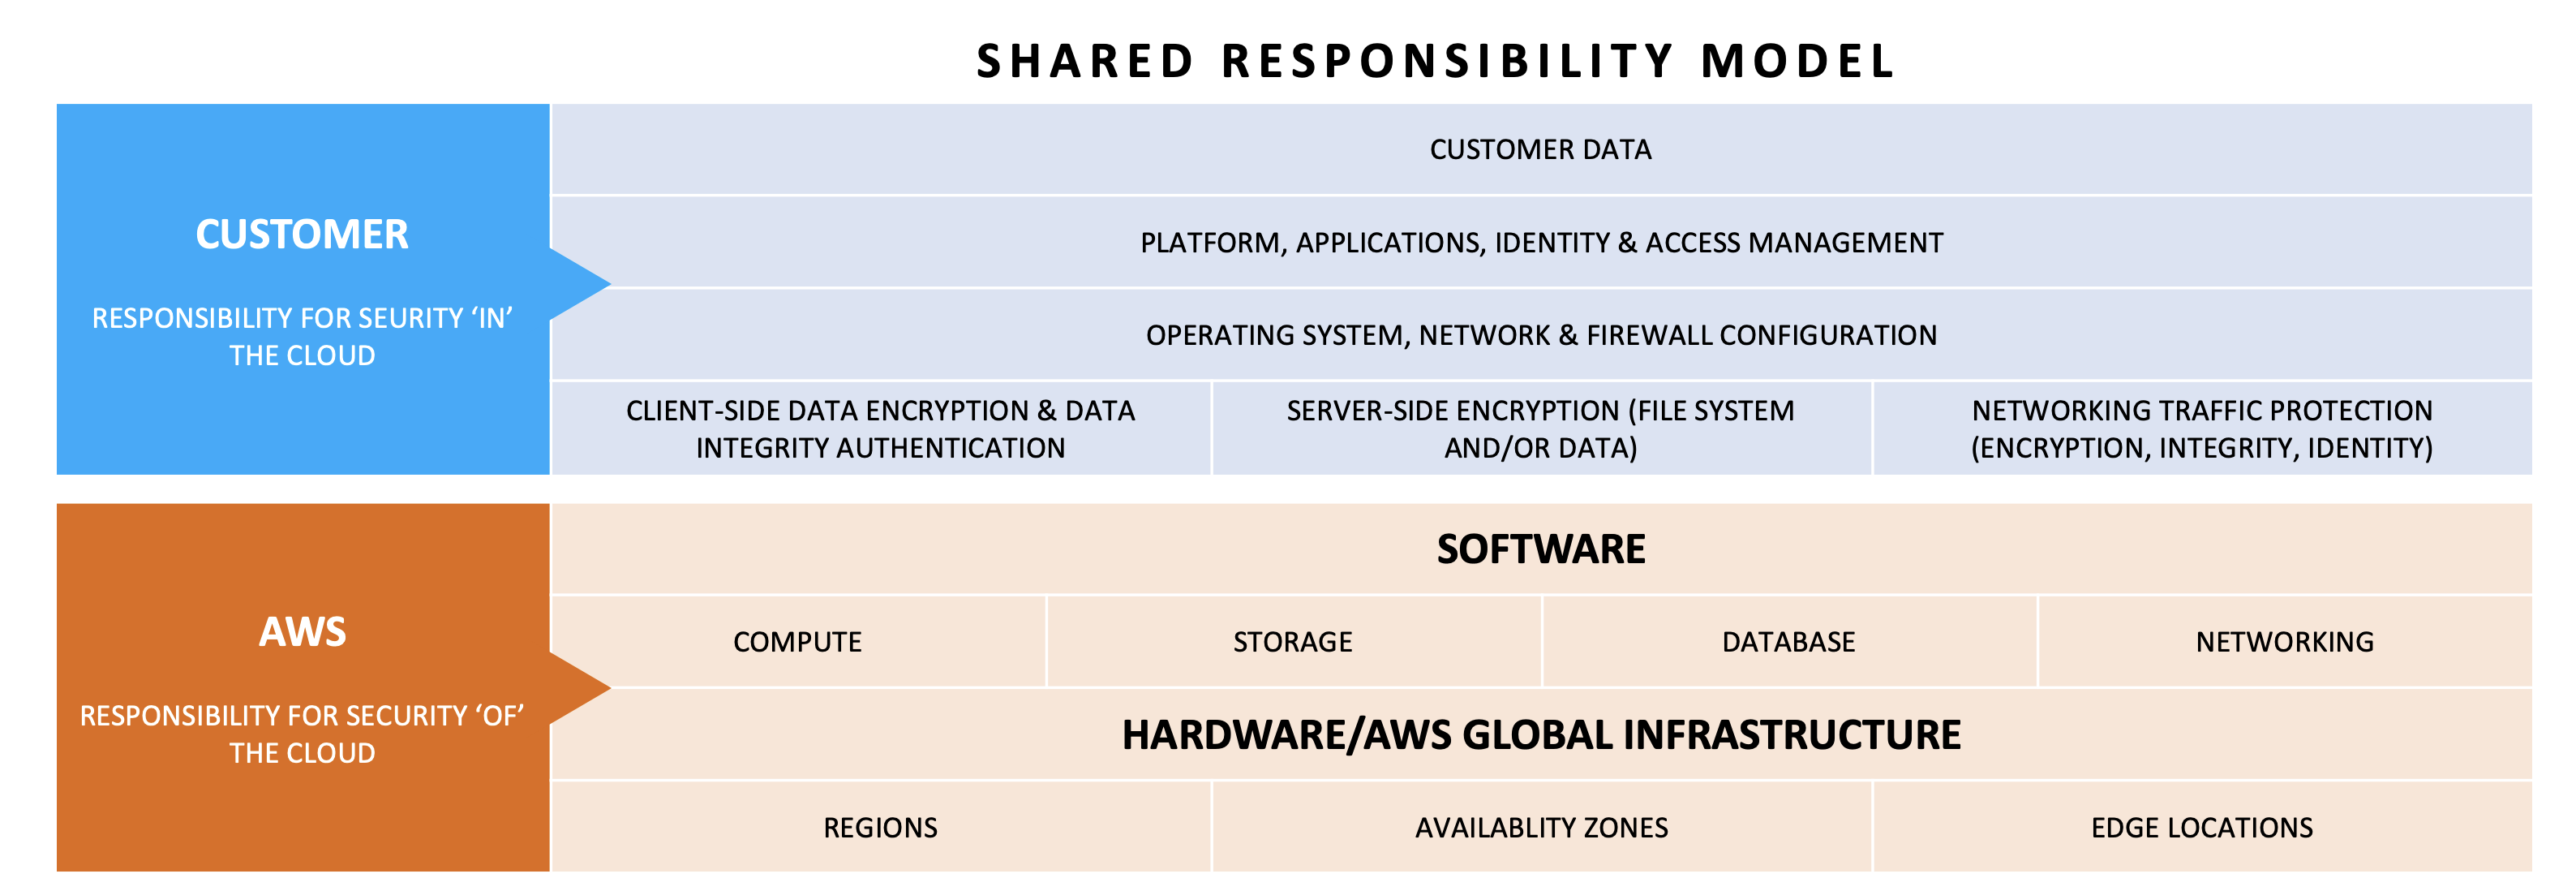 SHARED RESPONSIBILITY MODEL
CUSTOMER
RESPONSIBILITY FOR SEURITY ‘IN’
THE CLOUD
CUSTOMER DATA
PLATFORM, APPLICATIONS, IDENTITY & ACCESS MANAGEMENT
OPERATING SYSTEM, NETWORK & FIREWALL CONFIGURATION
CLIENT-SIDE DATA ENCRYPTION & DATA
INTEGRITY AUTHENTICATION
SERVER-SIDE ENCRYPTION (FILE SYSTEM
AND/OR DATA)
NETWORKING TRAFFIC PROTECTION
(ENCRYPTION, INTEGRITY, IDENTITY)
AWS
RESPONSIBILITY FOR SECURITY ‘OF’
THE CLOUD
SOFTWARE
COMPUTE
STORAGE
DATABASE
NETWORKING
HARDWARE/AWS GLOBAL INFRASTRUCTURE
REGIONS
AVAILABLITY ZONES
EDGE LOCATIONS